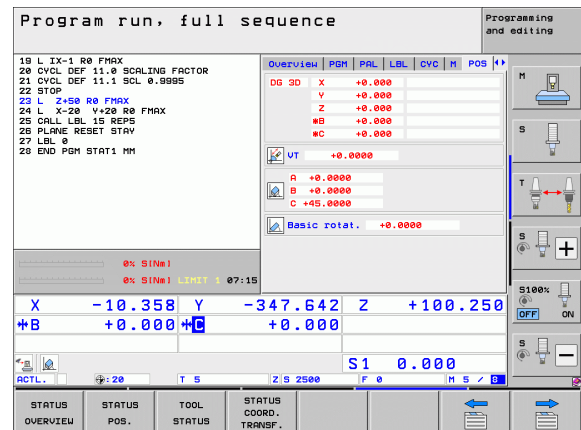 Program run, full sequence
Programming and editing
19 L IX-1 R0 FMAX
20 CYCL DEF 11.0 SCALING FACTOR
21 CYCL DEF 11.1 SCL 0.9995
22 STOP
23 L Z+50 R0 FMAX
24 L X-20 Y+20 R0 FMAX
25 CALL LBL 15 REP5
26 PLANE RESET STAY
27 LBL 0
28 END PGM STAT1 MM
0% S[Nm]
0% S[Nm] LIMIT 1 07:15
Overview PGM PAL LBL CYC M POS
DG 3D X +0.000
Y +0.000
Z +0.000
*B +0.000
*C +0.000
VT +0.0000
A +0.0000
B +0.0000
C +45.0000
Basic rotat. +0.0000
X -10.358 Y -347.642 Z +100.250
*B +0.000 *C +0.000
S1 0.000
ACTL. : 20 T 5 Z S 2500 F 0 M 5 / 8
M
S
T
S
S100%
OFF ON
S
STATUS OVERVIEW
STATUS POS.
TOOL STATUS
STATUS COORD. TRANSF.